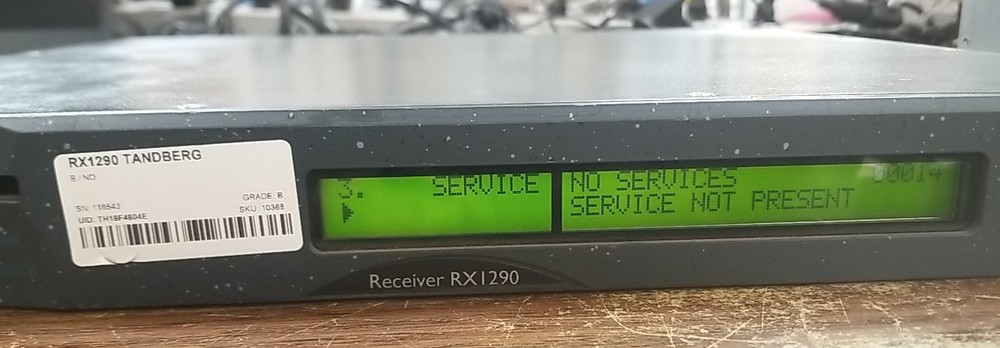 RX1290 TANDBERG
B / NO
SN: 118543
GRADE: B
UID: TH18F4804E
SKU: 10368
3. SERVICE
NO SERVICES 00014
SERVICE NOT PRESENT
Receiver RX1290